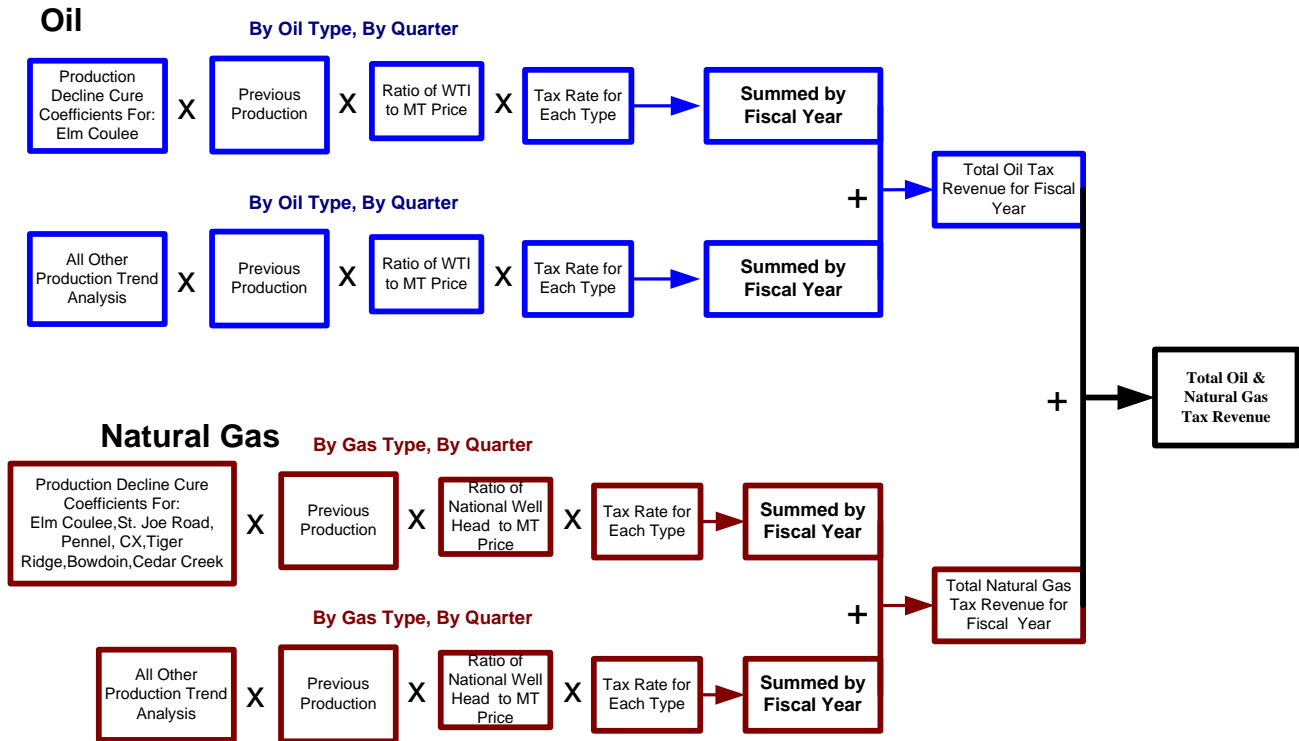 Oil
By Oil Type, By Quarter
Production
Decline Cure
Coefficients For:
Elm Coulee
X
Previous
Production
X
Ratio of WTI
to MT Price
X
Tax Rate for
Each Type
Summed by
Fiscal Year
By Oil Type, By Quarter
All Other
Production Trend
Analysis
X
Previous
Production
X
Ratio of WTI
to MT Price
X
Tax Rate for
Each Type
Summed by
Fiscal Year
+
Total Oil Tax
Revenue for Fiscal
Year
Natural Gas
By Gas Type, By Quarter
Production Decline Cure
Coefficients For:
Elm Coulee,St. Joe Road,
Pennel, CX,Tiger
Ridge,Bowdoin,Cedar Creek
X
Previous
Production
X
Ratio of
National Well
Head to MT
Price
X
Tax Rate for
Each Type
Summed by
Fiscal Year
By Gas Type, By Quarter
All Other
Production Trend
Analysis
X
Previous
Production
X
Ratio of
National Well
Head to MT
Price
X
Tax Rate for
Each Type
Summed by
Fiscal Year
+
Total Natural Gas
Tax Revenue for
Fiscal Year
+
Total Oil &
Natural Gas
Tax Revenue